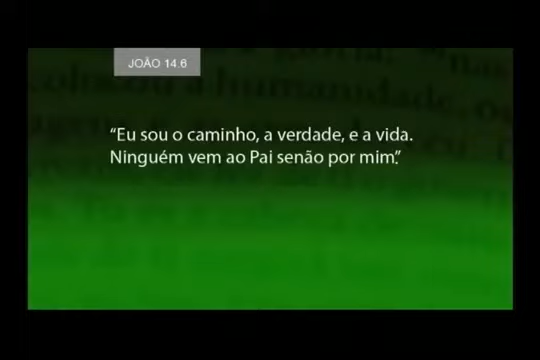 JOÃO 14.6
“Eu sou o caminho, a verdade, e a vida.
Ninguém vem ao Pai senão por mim”.